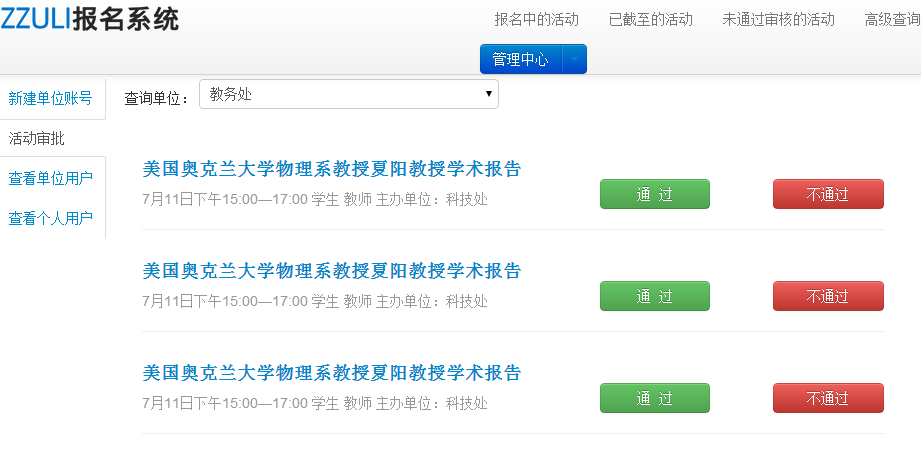 ZZULI报名系统
报名中的活动 已截至的活动 未通过审核的活动 高级查询
管理中心
新建单位账号
查询单位： 教务处
活动审批
美国奥克兰大学物理系教授夏阳教授学术报告
7月11日下午15:00—17:00 学生 教师 主办单位：科技处
通 过 不通过
查看单位用户
查看个人用户
美国奥克兰大学物理系教授夏阳教授学术报告
7月11日下午15:00—17:00 学生 教师 主办单位：科技处
通 过 不通过
美国奥克兰大学物理系教授夏阳教授学术报告
7月11日下午15:00—17:00 学生 教师 主办单位：科技处
通 过 不通过